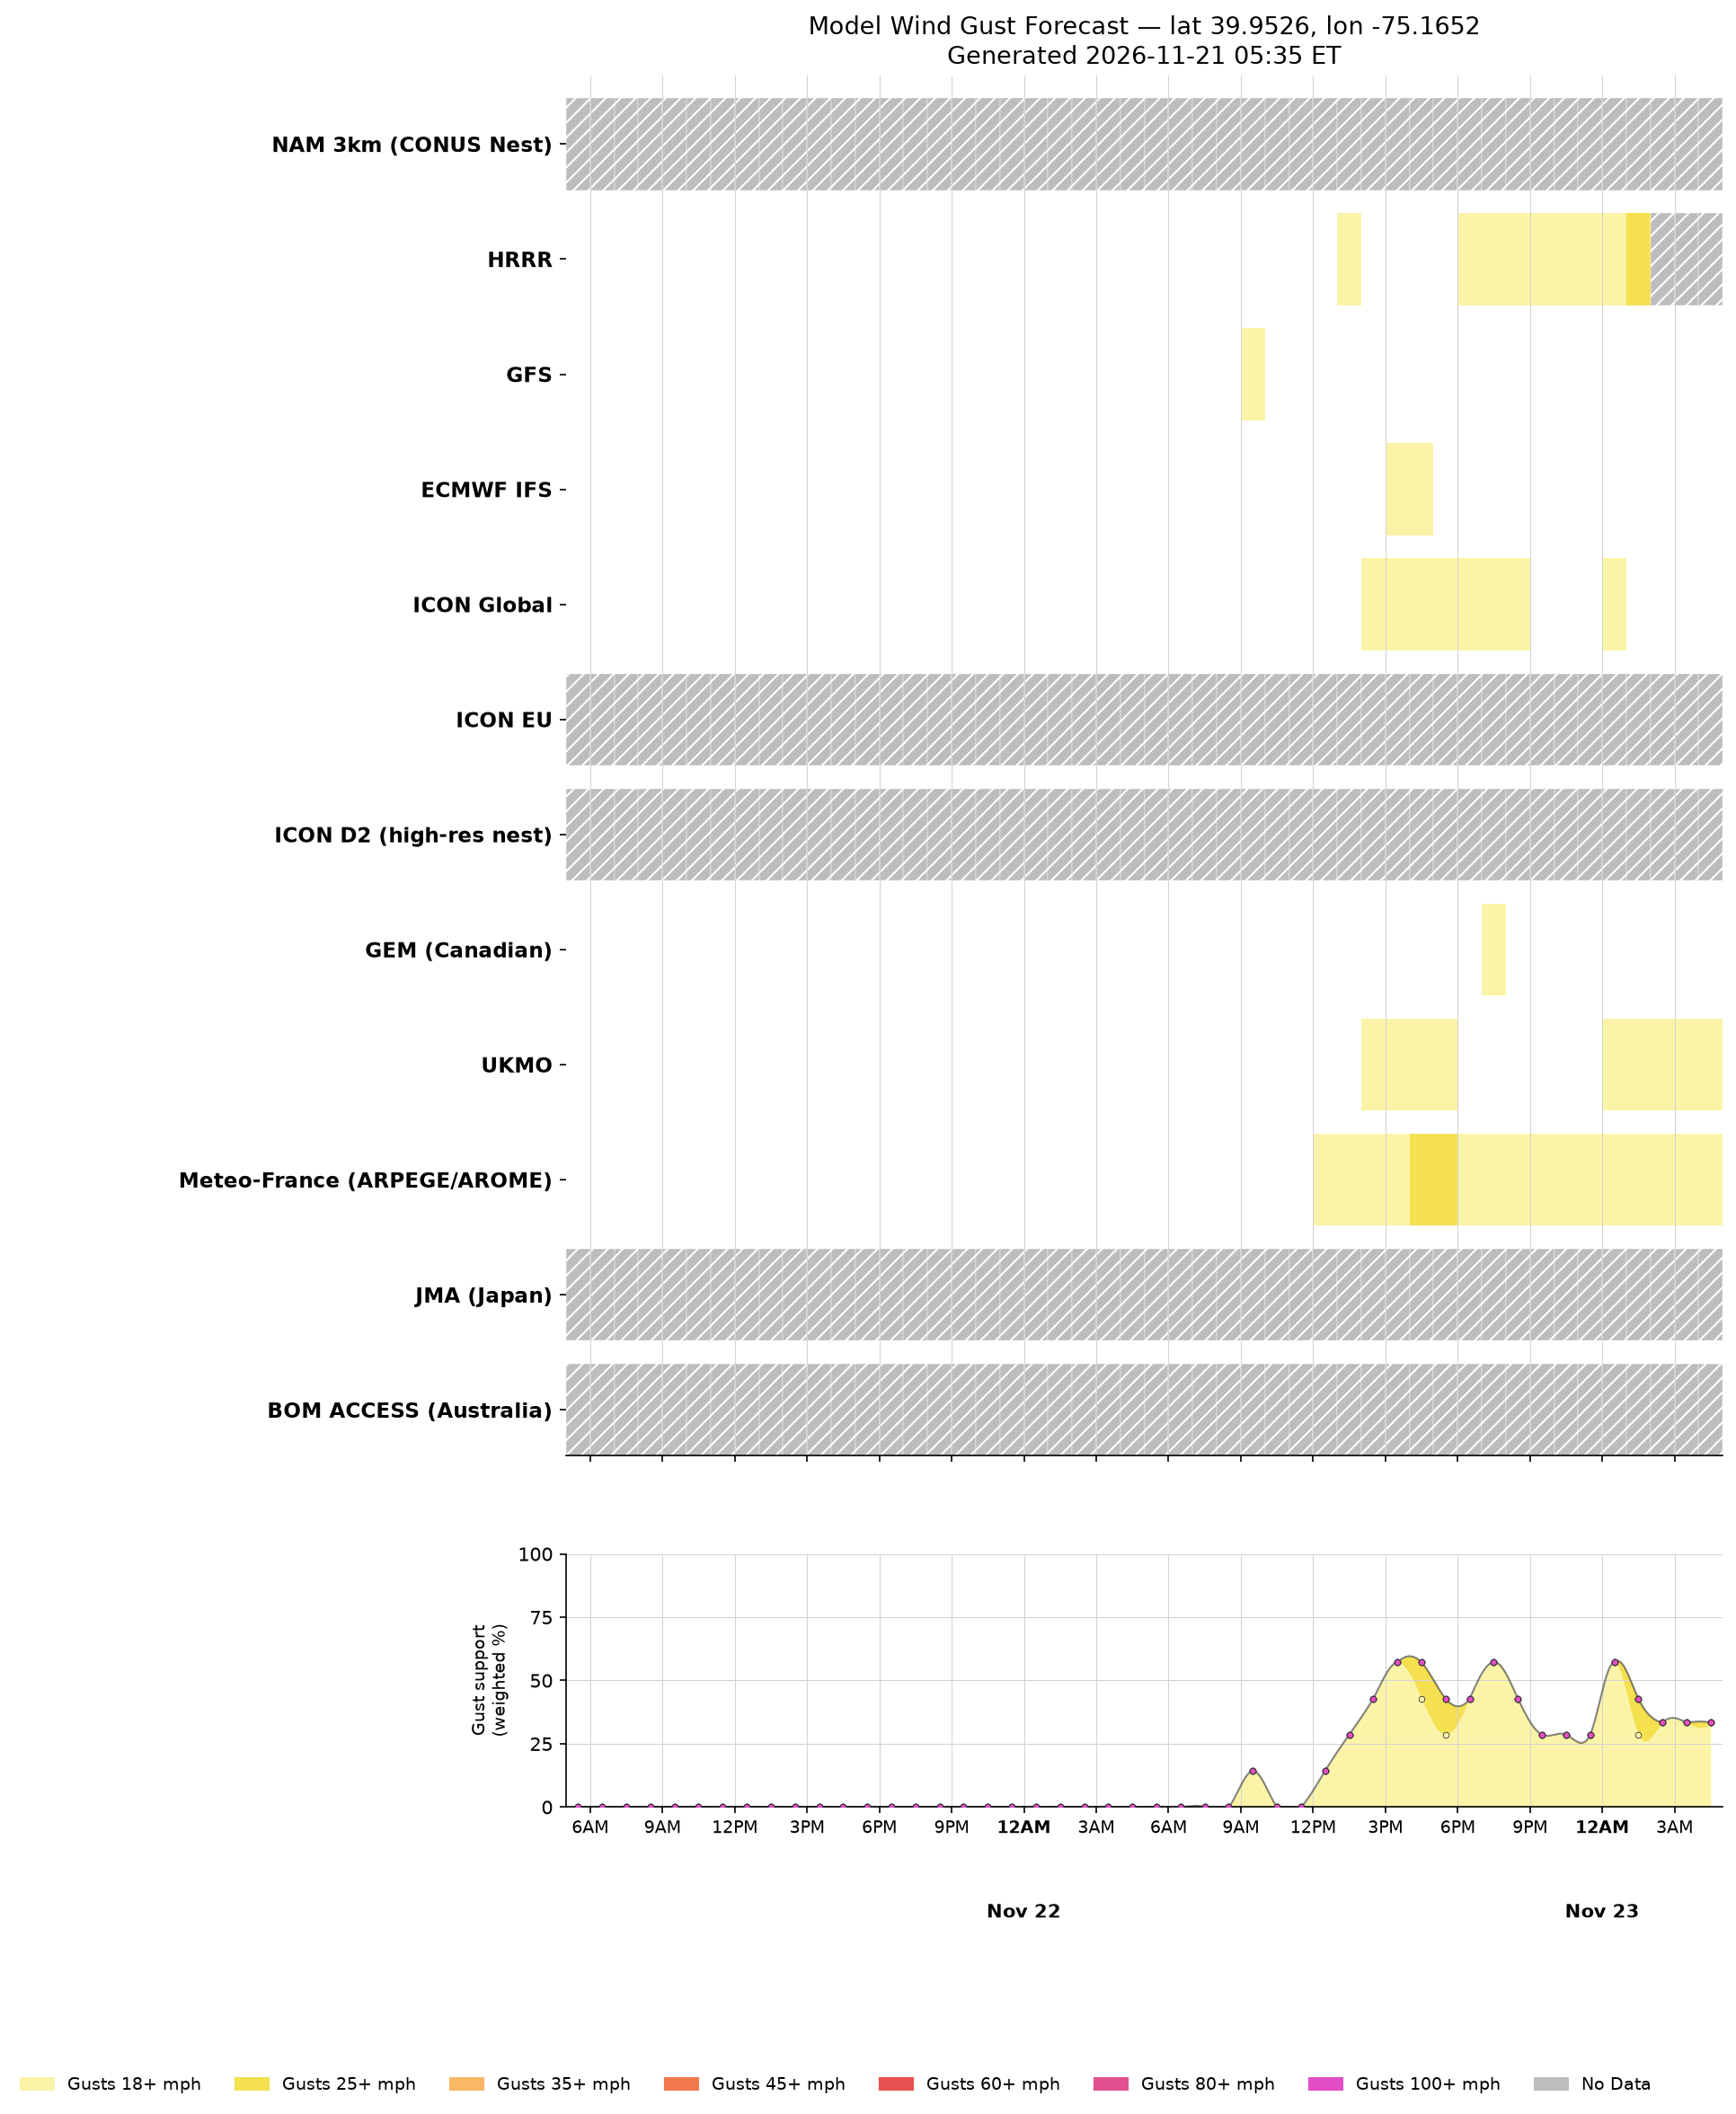 Model Wind Gust Forecast — lat 39.9526, lon -75.1652
Generated 2026-11-21 05:35 ET
NAM 3km (CONUS Nest)
HRRR
GFS
ECMWF IFS
ICON Global
ICON EU
ICON D2 (high-res nest)
GEM (Canadian)
UKMO
Meteo-France (ARPEGE/AROME)
JMA (Japan)
BOM ACCESS (Australia)
Gust support
(weighted %)
100
75
50
25
0
6AM 9AM 12PM 3PM 6PM 9PM 12AM 3AM 6AM 9AM 12PM 3PM 6PM 9PM 12AM 3AM
Nov 22 Nov 23
Gusts 18+ mph Gusts 25+ mph Gusts 35+ mph Gusts 45+ mph Gusts 60+ mph Gusts 80+ mph Gusts 100+ mph No Data